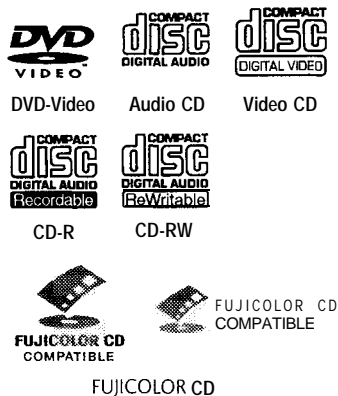 DVD
VIDEO
DVD-Video
COMPACT
disc
DIGITAL AUDIO
Audio CD
COMPACT
disc
DIGITAL VIDEO
Video CD
COMPACT
disc
DIGITAL AUDIO
Recordable
CD-R
COMPACT
disc
DIGITAL AUDIO
ReWritable
CD-RW
FUJICOLOR CD
COMPATIBLE
FUJICOLOR CD
COMPATIBLE
FUJICOLOR CD